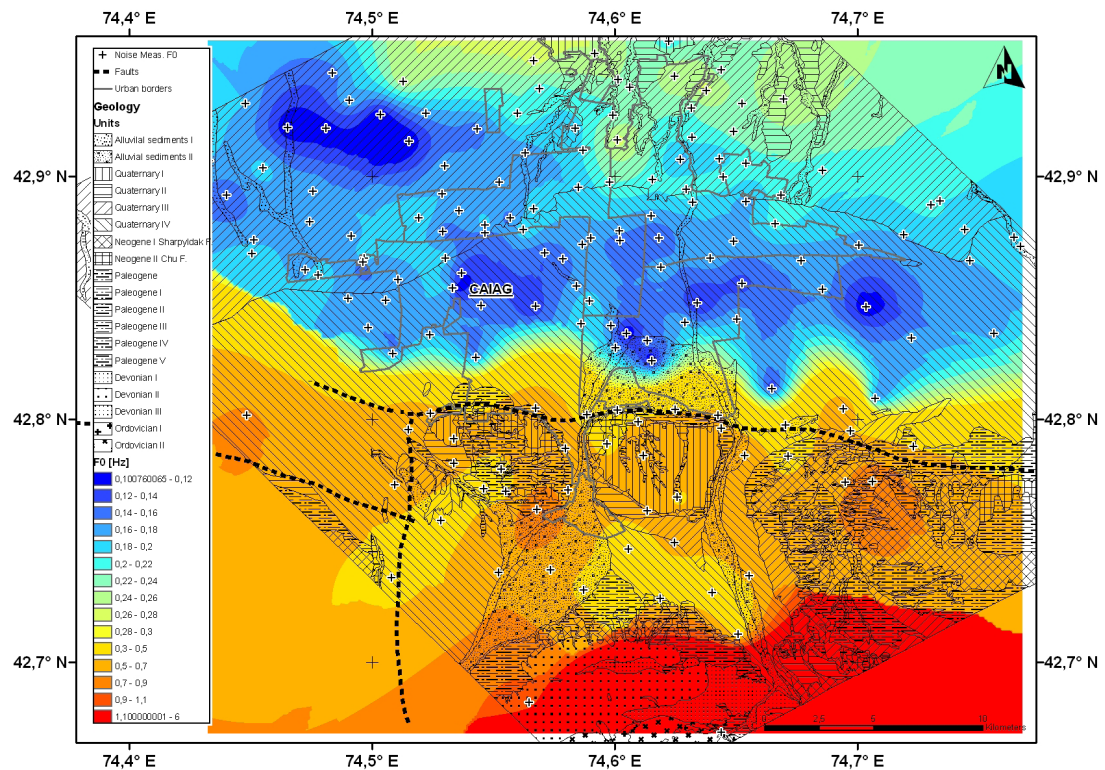 74,4° E 74,5° E 74,6° E 74,7° E
Noise Meas. F0
Faults
Urban borders
Geology
Units
Alluvial sediments I
Alluvial sediments II
Quaternary I
Quaternary II
Quaternary III
Quaternary IV
Neogene I Sharpyldak F.
Neogene II Chu F.
Paleogene
Paleogene I
Paleogene II
Paleogene III
Paleogene IV
Paleogene V
Devonian I
Devonian II
Devonian III
Ordovician I
Ordovician II
F0 [Hz]
0,100760065 - 0,12
0,12 - 0,14
0,14 - 0,16
0,16 - 0,18
0,18 - 0,2
0,2 - 0,22
0,22 - 0,24
0,24 - 0,26
0,26 - 0,28
0,28 - 0,3
0,3 - 0,5
0,5 - 0,7
0,7 - 0,9
0,9 - 1,1
1,100000001 - 6
N
CAIAG
42,9° N 42,9° N
42,8° N 42,8° N
42,7° N 42,7° N
0 2,5 5 10
Kilometers
74,4° E 74,5° E 74,6° E 74,7° E